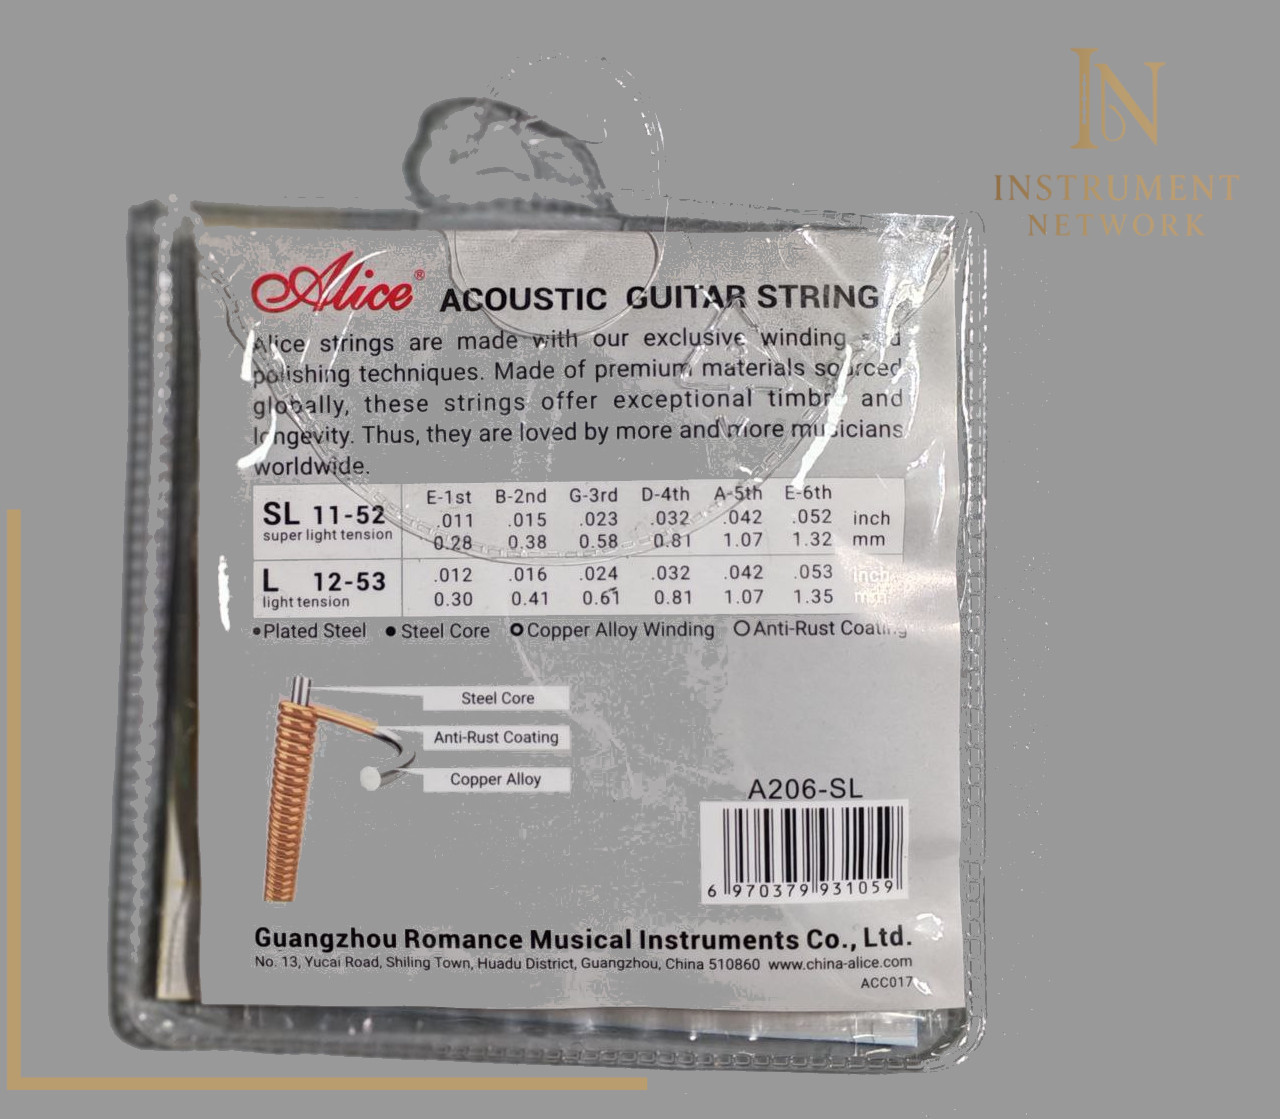 IN
INSTRUMENT
NETWORK
Alice®
ACOUSTIC GUITAR STRING
Alice strings are made with our exclusive winding and
polishing techniques. Made of premium materials sourced
globally, these strings offer exceptional timbre and
longevity. Thus, they are loved by more and more musicians
worldwide.
E-1st B-2nd G-3rd D-4th A-5th E-6th
SL 11-52 .011 .015 .023 .032 .042 .052 inch
super light tension 0.28 0.38 0.58 0.81 1.07 1.32 mm
L 12-53 .012 .016 .024 .032 .042 .053 inch
light tension 0.30 0.41 0.61 0.81 1.07 1.35 mm
●Plated Steel ●Steel Core ○Copper Alloy Winding ○Anti-Rust Coating
Steel Core
Anti-Rust Coating
Copper Alloy
A206-SL
6 970379 931059
Guangzhou Romance Musical Instruments Co., Ltd.
No. 13, Yucai Road, Shiling Town, Huadu District, Guangzhou, China 510860 www.china-alice.com
ACC017